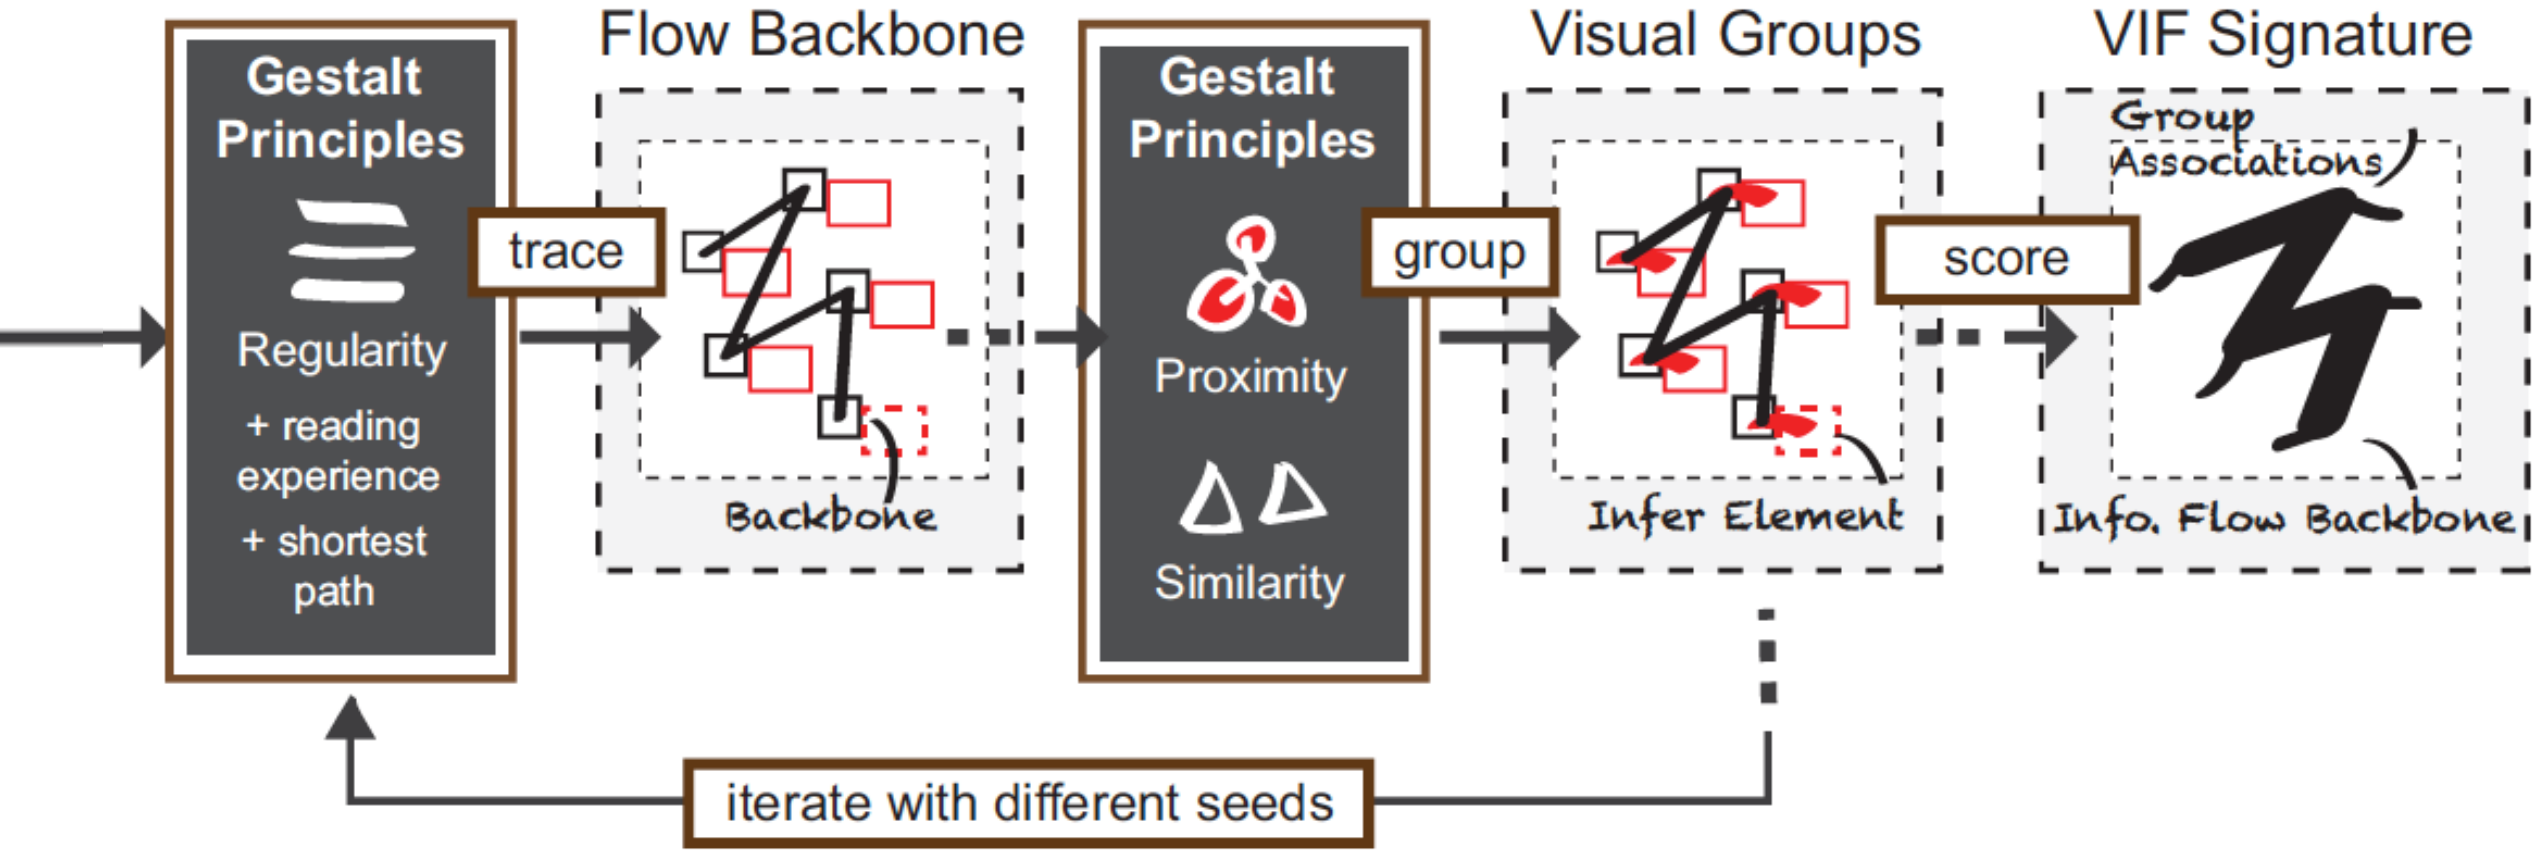 Gestalt
Principles
Regularity
+ reading
experience
+ shortest
path
trace
Flow Backbone
Backbone
Gestalt
Principles
Proximity
Similarity
group
Visual Groups
Infer Element
score
VIF Signature
Group
Associations
Info. Flow Backbone
iterate with different seeds